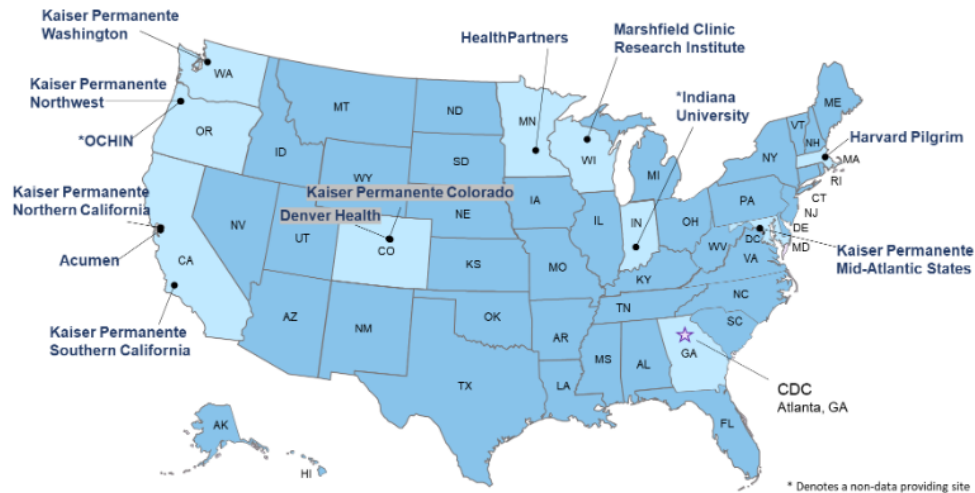 Kaiser Permanente
Washington
Kaiser Permanente
Northwest
*OCHIN
Kaiser Permanente
Northern California
Acumen
Kaiser Permanente
Southern California
Kaiser Permanente Colorado
Denver Health
HealthPartners
Marshfield Clinic
Research Institute
*Indiana
University
Harvard Pilgrim
Kaiser Permanente
Mid-Atlantic States
CDC
Atlanta, GA
WA
OR
CA
ID
NV
MT
WY
UT
AZ
CO
NM
ND
SD
NE
KS
OK
TX
MN
IA
MO
AR
LA
WI
IL
MI
IN
OH
KY
TN
MS
AL
GA
FL
SC
NC
VA
WV
DC
PA
NY
VT
NH
ME
MA
RI
CT
NJ
DE
MD
AK
HI
* Denotes a non-data providing site